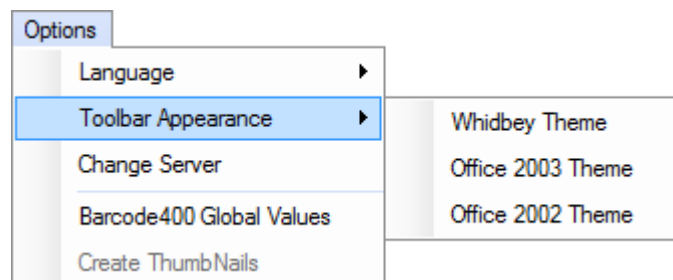 Options
Language
Toolbar Appearance
Whidbey Theme
Change Server
Office 2003 Theme
Barcode400 Global Values
Office 2002 Theme
Create ThumbNails